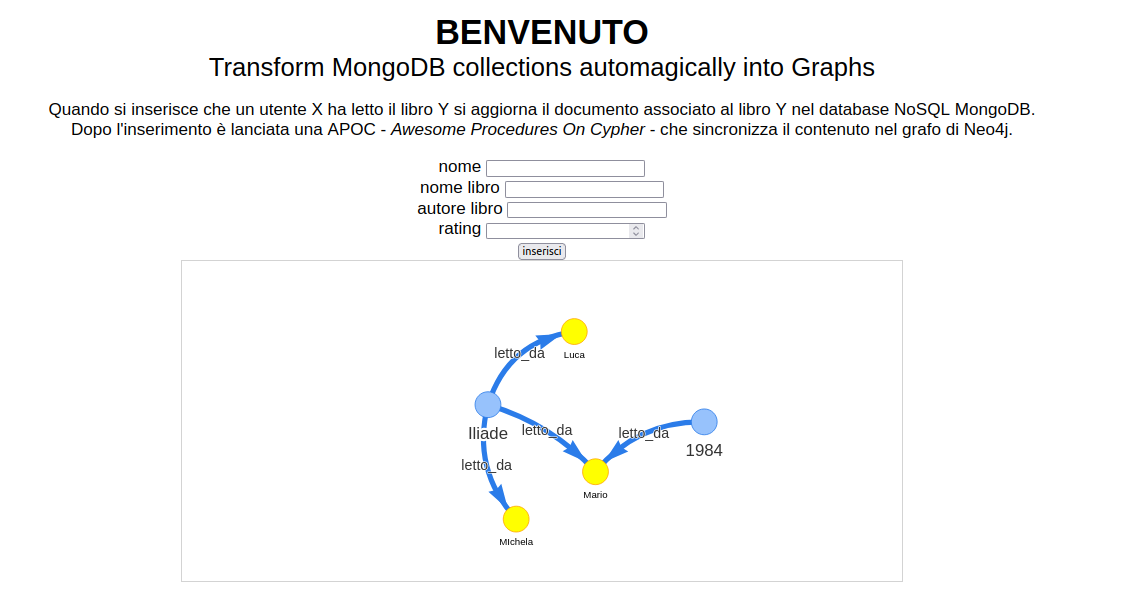 BENVENUTO
Transform MongoDB collections automagically into Graphs
Quando si inserisce che un utente X ha letto il libro Y si aggiorna il documento associato al libro Y nel database NoSQL MongoDB.
Dopo l'inserimento è lanciata una APOC - Awesome Procedures On Cypher - che sincronizza il contenuto nel grafo di Neo4j.
nome
nome libro
autore libro
rating
inserisci
letto_da
Luca
Iliade
letto_da
letto_da
1984
letto_da
Mario
MIchela